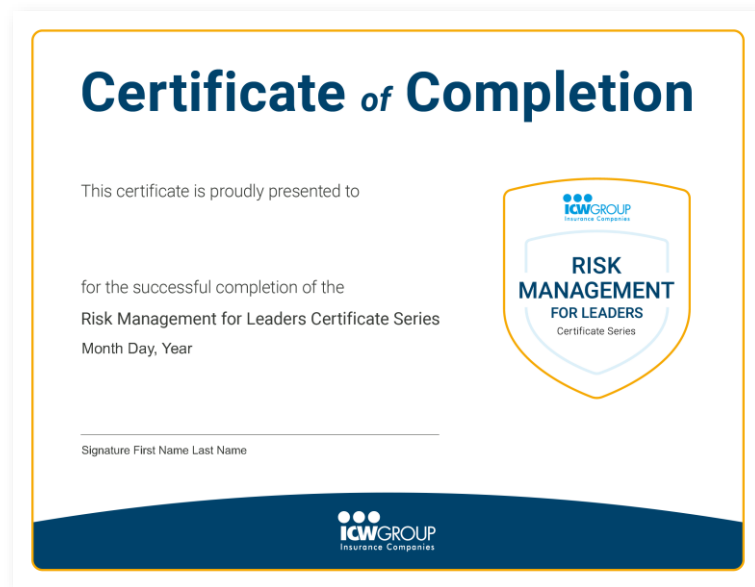 Certificate of Completion
This certificate is proudly presented to
ICWGROUP
Insurance Companies
RISK
MANAGEMENT
FOR LEADERS
Certificate Series
for the successful completion of the
Risk Management for Leaders Certificate Series
Month Day, Year
Signature First Name Last Name
ICWGROUP
Insurance Companies